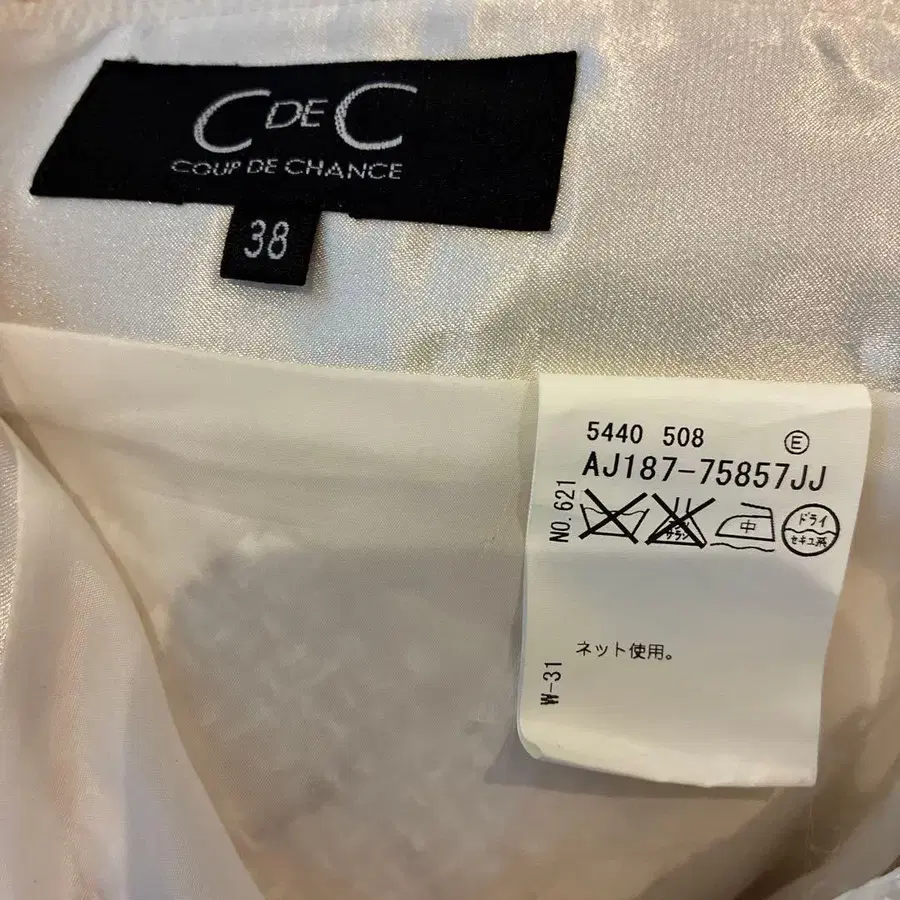 C DE C
COUP DE CHANCE
38
5440 508 E
AJ187-75857JJ
NO. 621
中
ドライ
セキユ系
ネット使用。
W-31